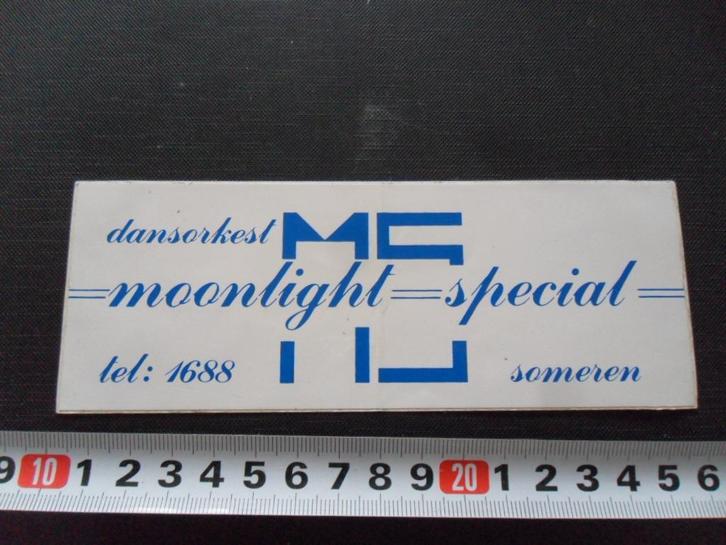 dansorkest MS
=moonlight=special=
tel: 1688 someren
9 10 1 2 3 4 5 6 7 8 9 20 1 2 3 4 5 6